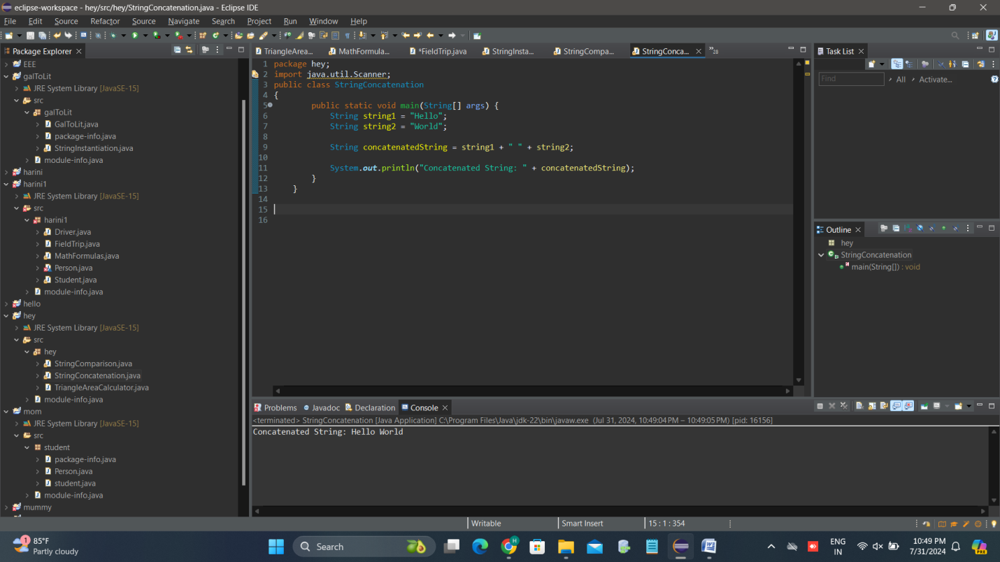 eclipse-workspace - hey/src/hey/StringConcatenation.java - Eclipse IDE
File Edit Source Refactor Source Navigate Search Project Run Window Help
Package Explorer
EEE
galToLit
JRE System Library [JavaSE-15]
src
galToLit
GalToLit.java
package-info.java
StringInstantiation.java
module-info.java
harini
harini1
JRE System Library [JavaSE-15]
src
harini1
Driver.java
FieldTrip.java
MathFormulas.java
Person.java
Student.java
module-info.java
hello
hey
JRE System Library [JavaSE-15]
src
hey
StringComparison.java
StringConcatenation.java
TriangleAreaCalculator.java
module-info.java
mom
JRE System Library [JavaSE-15]
src
student
package-info.java
Person.java
student.java
module-info.java
mummy
TriangleArea... MathFormula... *FieldTrip.java StringInsta... StringCompa... StringConca... »28
1 package hey;
2 import java.util.Scanner;
3 public class StringConcatenation
4 {
5 public static void main(String[] args) {
6 String string1 = "Hello";
7 String string2 = "World";
8
9 String concatenatedString = string1 + " " + string2;
10
11 System.out.println("Concatenated String: " + concatenatedString);
12 }
13 }
14
15
16
Task List
Find All Activate...
Outline
hey
StringConcatenation
main(String[]) : void
Problems Javadoc Declaration Console
<terminated> StringConcatenation [Java Application] C:\Program Files\Java\jdk-22\bin\javaw.exe (Jul 31, 2024, 10:49:04 PM – 10:49:05 PM) [pid: 16156]
Concatenated String: Hello World
Writable Smart Insert 15 : 1 : 354
1
85°F
Partly cloudy
Search
H
W
PRE
ENG
IN
10:49 PM
7/31/2024